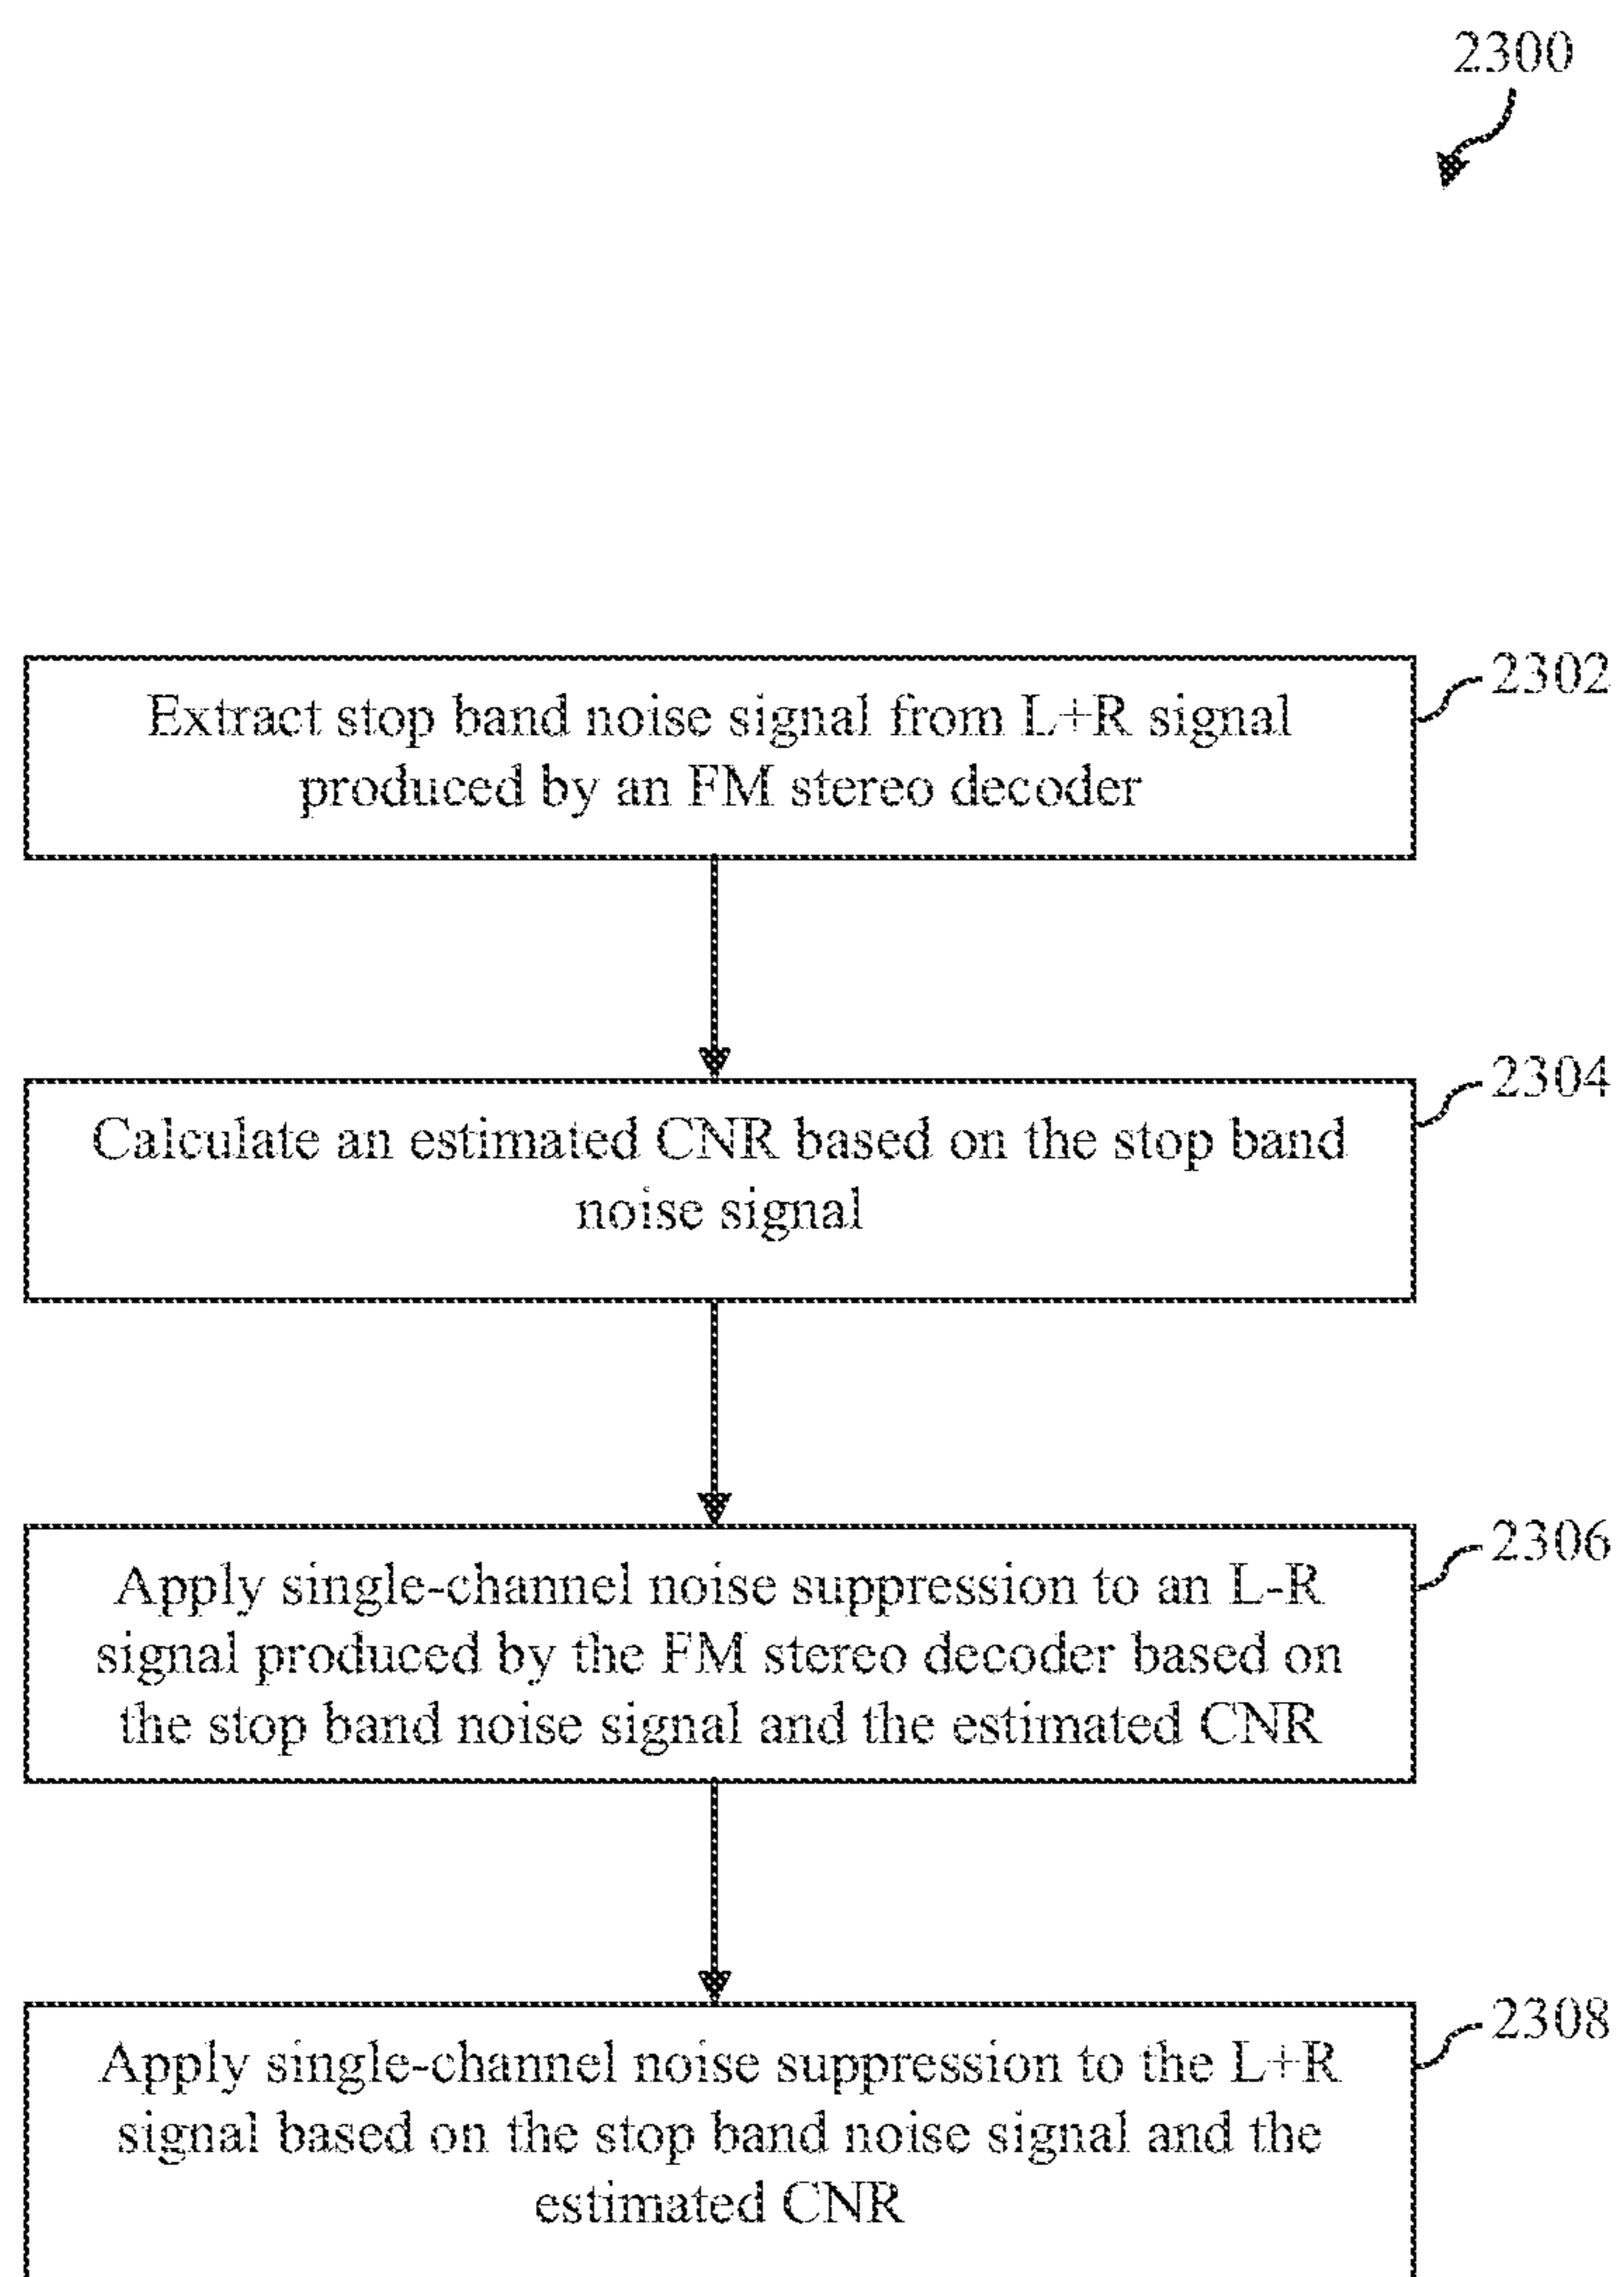 2300
Extract stop band noise signal from L+R signal
produced by an FM stereo decoder
2302
Calculate an estimated CNR based on the stop band
noise signal
2304
Apply single-channel noise suppression to an L-R
signal produced by the FM stereo decoder based on
the stop band noise signal and the estimated CNR
2306
Apply single-channel noise suppression to the L+R
signal based on the stop band noise signal and the
estimated CNR
2308